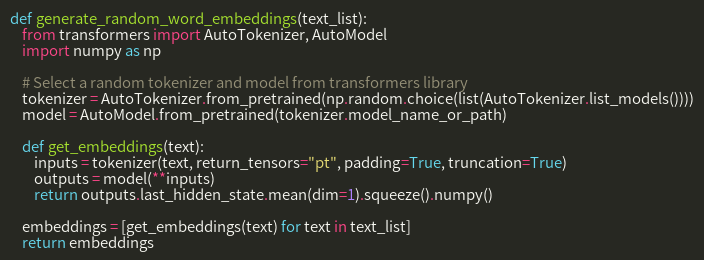 def generate_random_word_embeddings(text_list):
from transformers import AutoTokenizer, AutoModel
import numpy as np
# Select a random tokenizer and model from transformers library
tokenizer = AutoTokenizer.from_pretrained(np.random.choice(list(AutoTokenizer.list_models())))
model = AutoModel.from_pretrained(tokenizer.model_name_or_path)
def get_embeddings(text):
inputs = tokenizer(text, return_tensors="pt", padding=True, truncation=True)
outputs = model(**inputs)
return outputs.last_hidden_state.mean(dim=1).squeeze().numpy()
embeddings = [get_embeddings(text) for text in text_list]
return embeddings